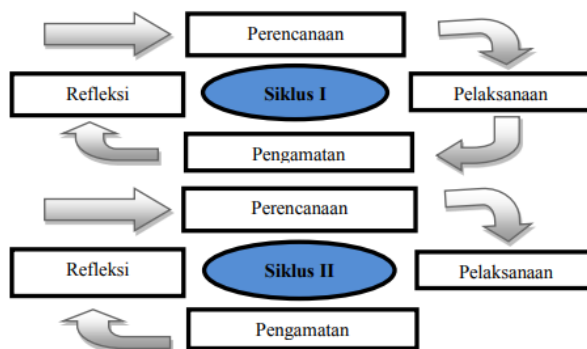 Perencanaan
Refleksi
Siklus I
Pelaksanaan
Pengamatan
Perencanaan
Refleksi
Siklus II
Pelaksanaan
Pengamatan